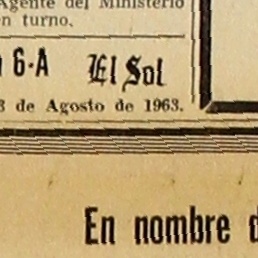 Agente del Ministerio
en turno.
6-A El Sol
de Agosto de 1963.
En nombre d